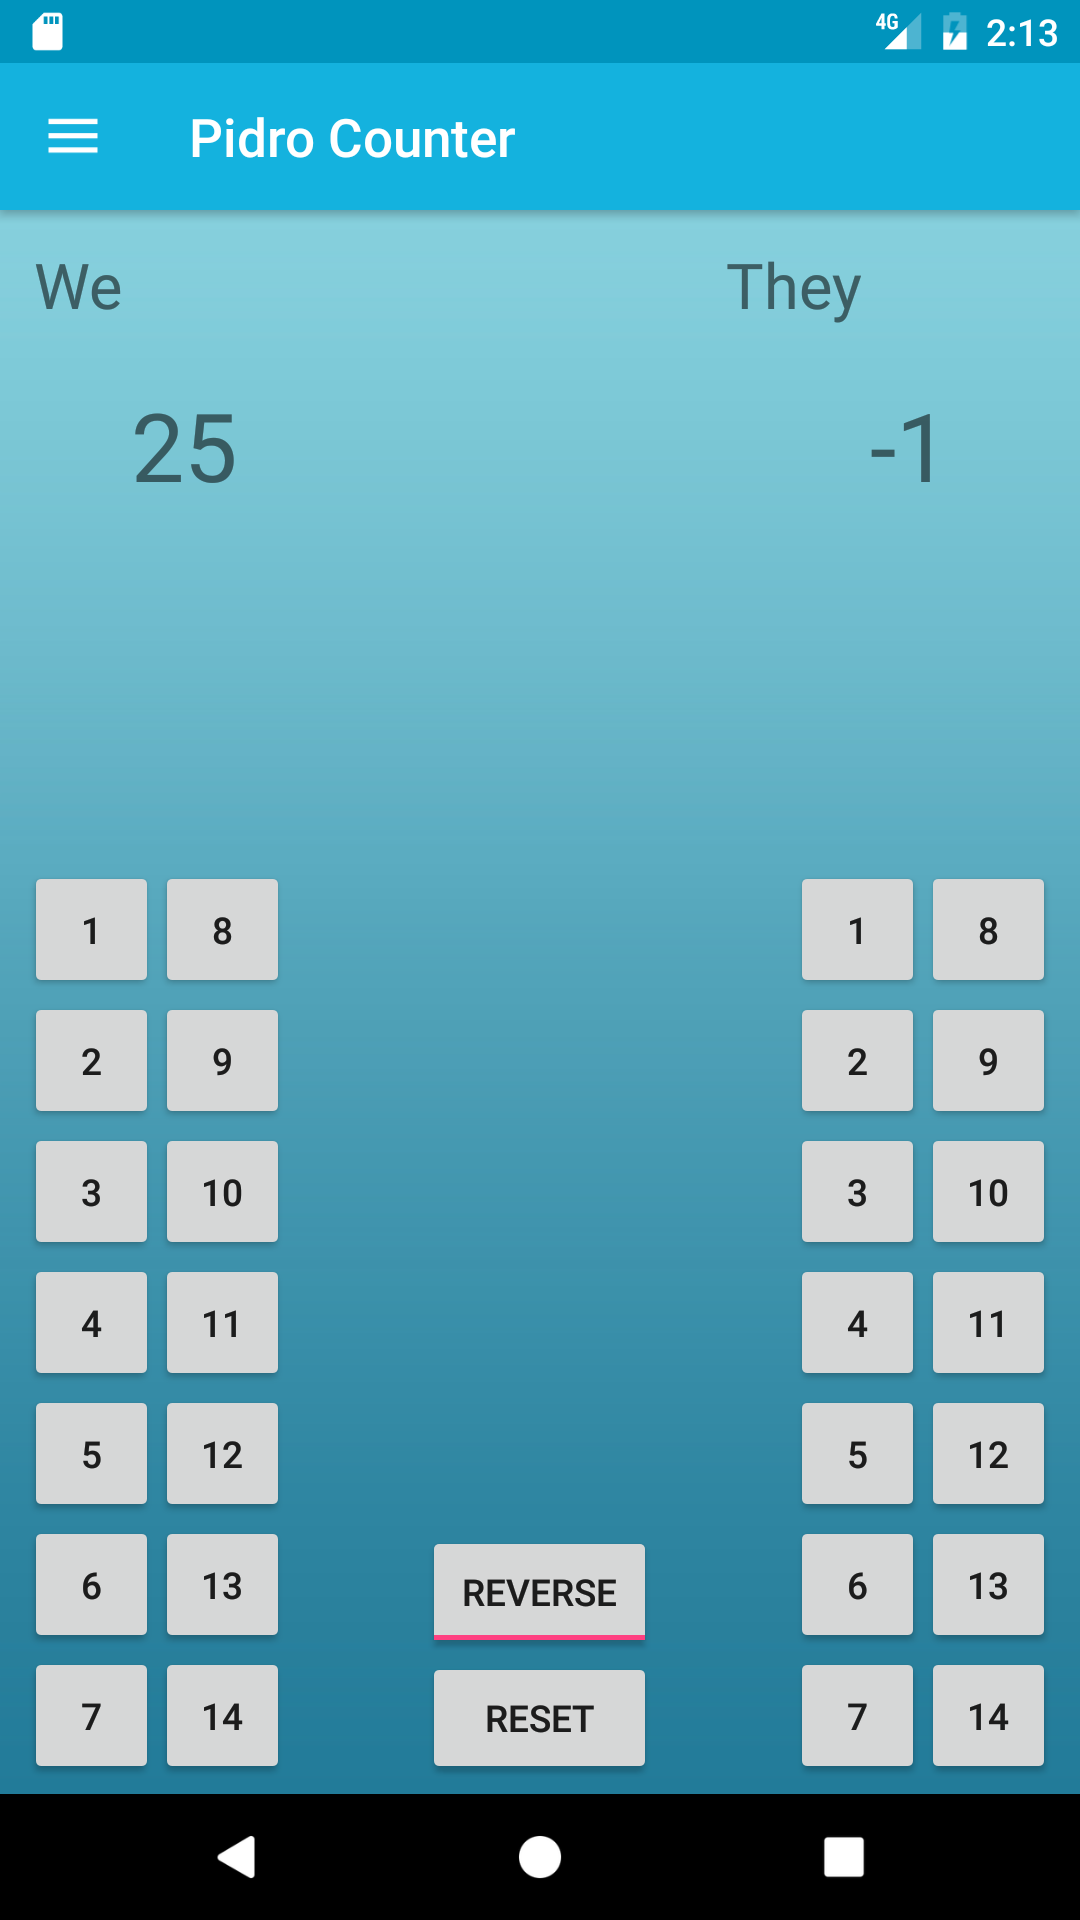 4G 2:13
Pidro Counter
We They
25 -1
1 8 1 8
2 9 2 9
3 10 3 10
4 11 4 11
5 12 5 12
6 13 REVERSE 6 13
7 14 RESET 7 14